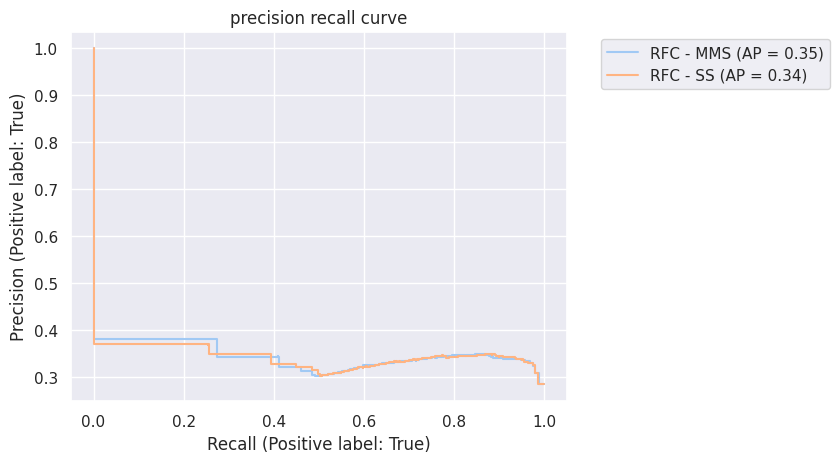 precision recall curve
RFC - MMS (AP = 0.35)
RFC - SS (AP = 0.34)
Precision (Positive label: True)
1.0
0.9
0.8
0.7
0.6
0.5
0.4
0.3
0.0 0.2 0.4 0.6 0.8 1.0
Recall (Positive label: True)